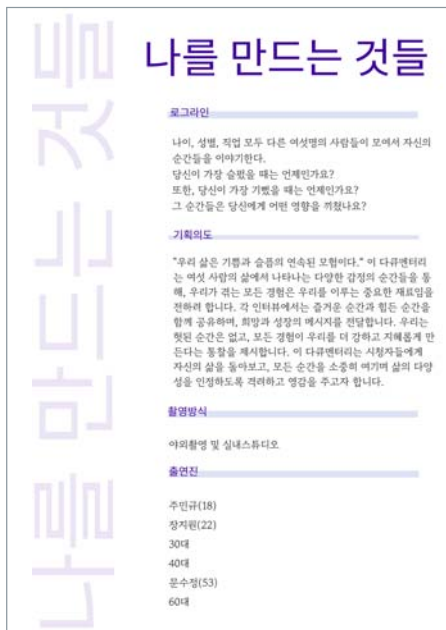 나를 만드는 것들
나를 만드는 것들
로그라인
나이, 성별, 직업 모두 다른 여섯명의 사람들이 모여서 자신의
순간들을 이야기한다.
당신이 가장 슬펐을 때는 언제인가요?
또한, 당신이 가장 기뻤을 때는 언제인가요?
그 순간들은 당신에게 어떤 영향을 끼쳤나요?
기획의도
"우리 삶은 기쁨과 슬픔의 연속된 모험이다." 이 다큐멘터리
는 여섯 사람의 삶에서 나타나는 다양한 감정의 순간들을 통
해, 우리가 겪는 모든 경험은 우리를 이루는 중요한 재료임을
전하려 합니다. 각 인터뷰에서는 즐거운 순간과 힘든 순간을
함께 공유하며, 희망과 성장의 메시지를 전달합니다. 우리는
헛된 순간은 없고, 모든 경험이 우리를 더 강하고 지혜롭게 만
든다는 통찰을 제시합니다. 이 다큐멘터리는 시청자들에게
자신의 삶을 돌아보고, 모든 순간을 소중히 여기며 삶의 다양
성을 인정하도록 격려하고 영감을 주고자 합니다.
촬영방식
야외촬영 및 실내스튜디오
출연진
주민규(18)
장지원(22)
30대
40대
문수정(53)
60대